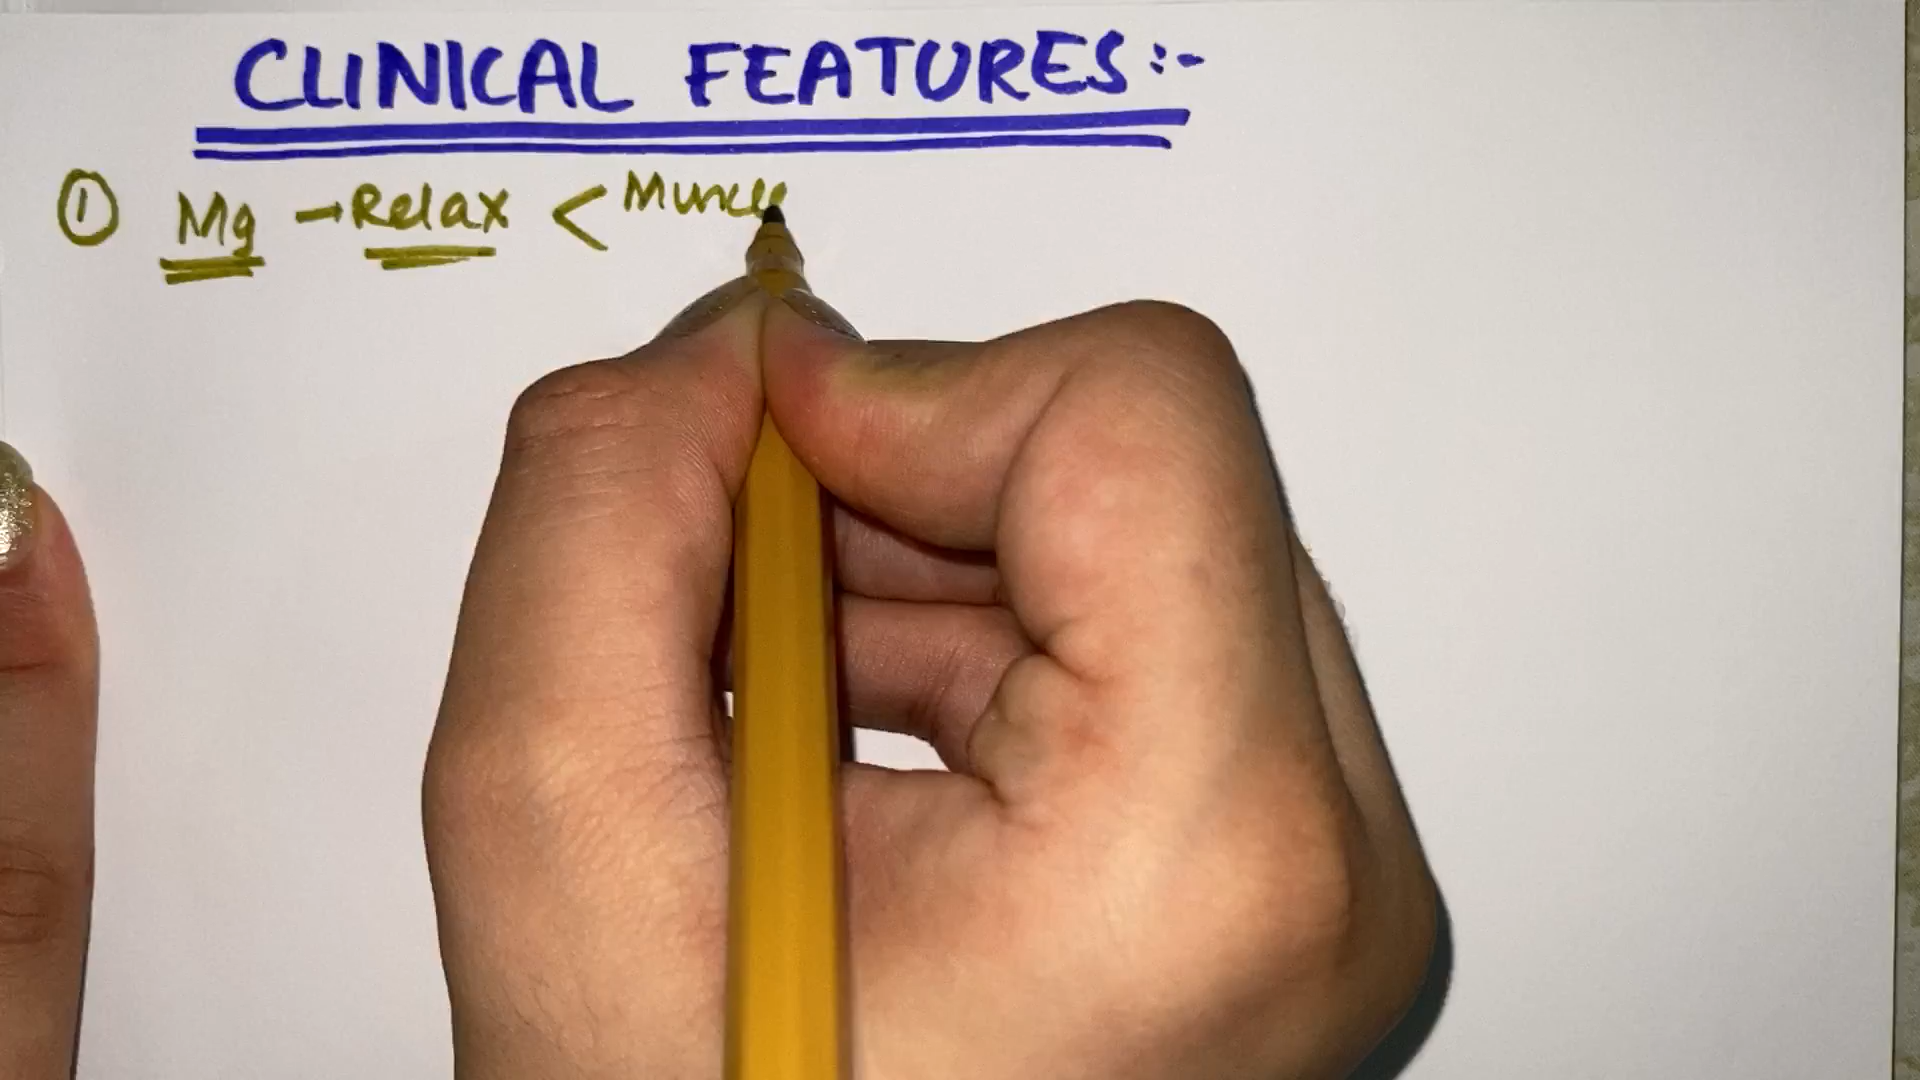 CLINICAL FEATURES:-
① Mg → Relax <